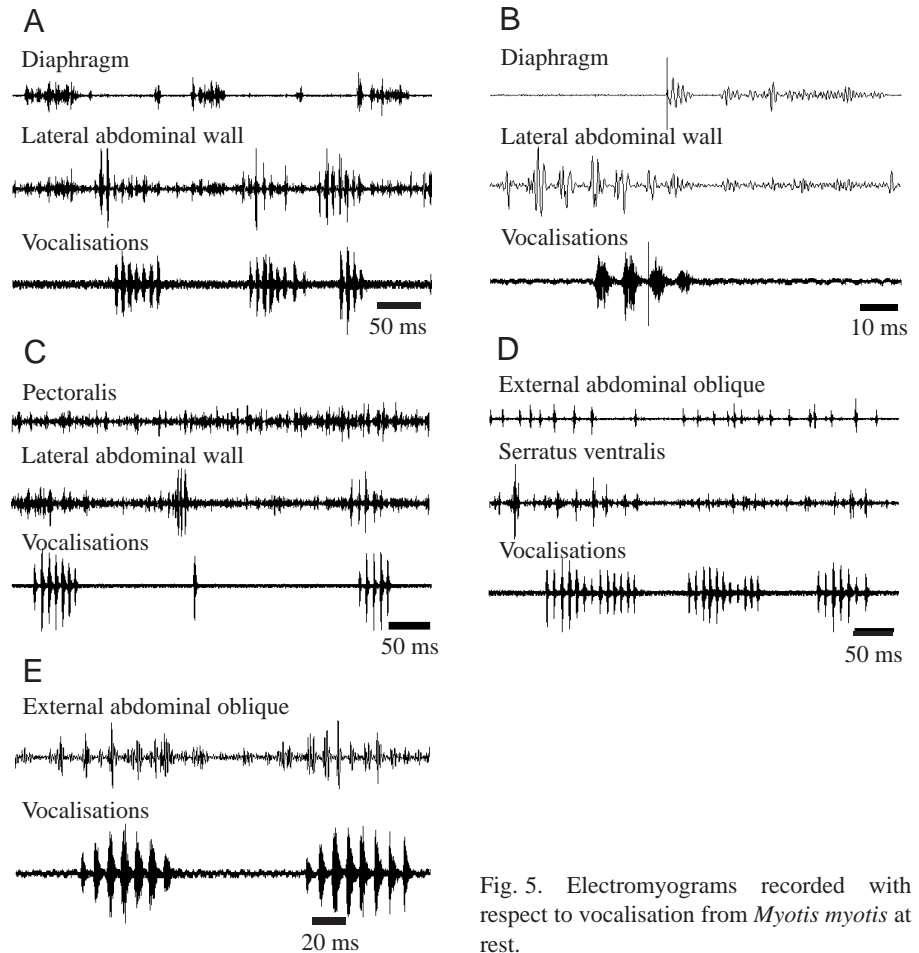 A
Diaphragm
Lateral abdominal wall
Vocalisations
50 ms
B
Diaphragm
Lateral abdominal wall
Vocalisations
10 ms
C
Pectoralis
Lateral abdominal wall
Vocalisations
50 ms
D
External abdominal oblique
Serratus ventralis
Vocalisations
50 ms
E
External abdominal oblique
Vocalisations
20 ms
Fig. 5. Electromyograms recorded with
respect to vocalisation from Myotis myotis at
rest.